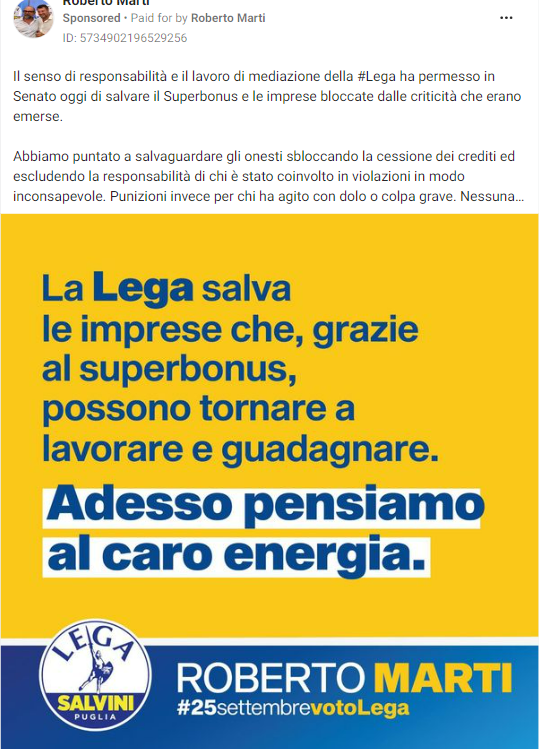 Roberto Marti
Sponsored • Paid for by Roberto Marti
ID: 5734902196529256
Il senso di responsabilità e il lavoro di mediazione della #Lega ha permesso in
Senato oggi di salvare il Superbonus e le imprese bloccate dalle criticità che erano
emerse.
Abbiamo puntato a salvaguardare gli onesti sbloccando la cessione dei crediti ed
escludendo la responsabilità di chi è stato coinvolto in violazioni in modo
inconsapevole. Punizioni invece per chi ha agito con dolo o colpa grave. Nessuna...
La Lega salva
le imprese che, grazie
al superbonus,
possono tornare a
lavorare e guadagnare.
Adesso pensiamo
al caro energia.
LEGA
SALVINI
PUGLIA
ROBERTO MARTI
#25settembrevotoLega